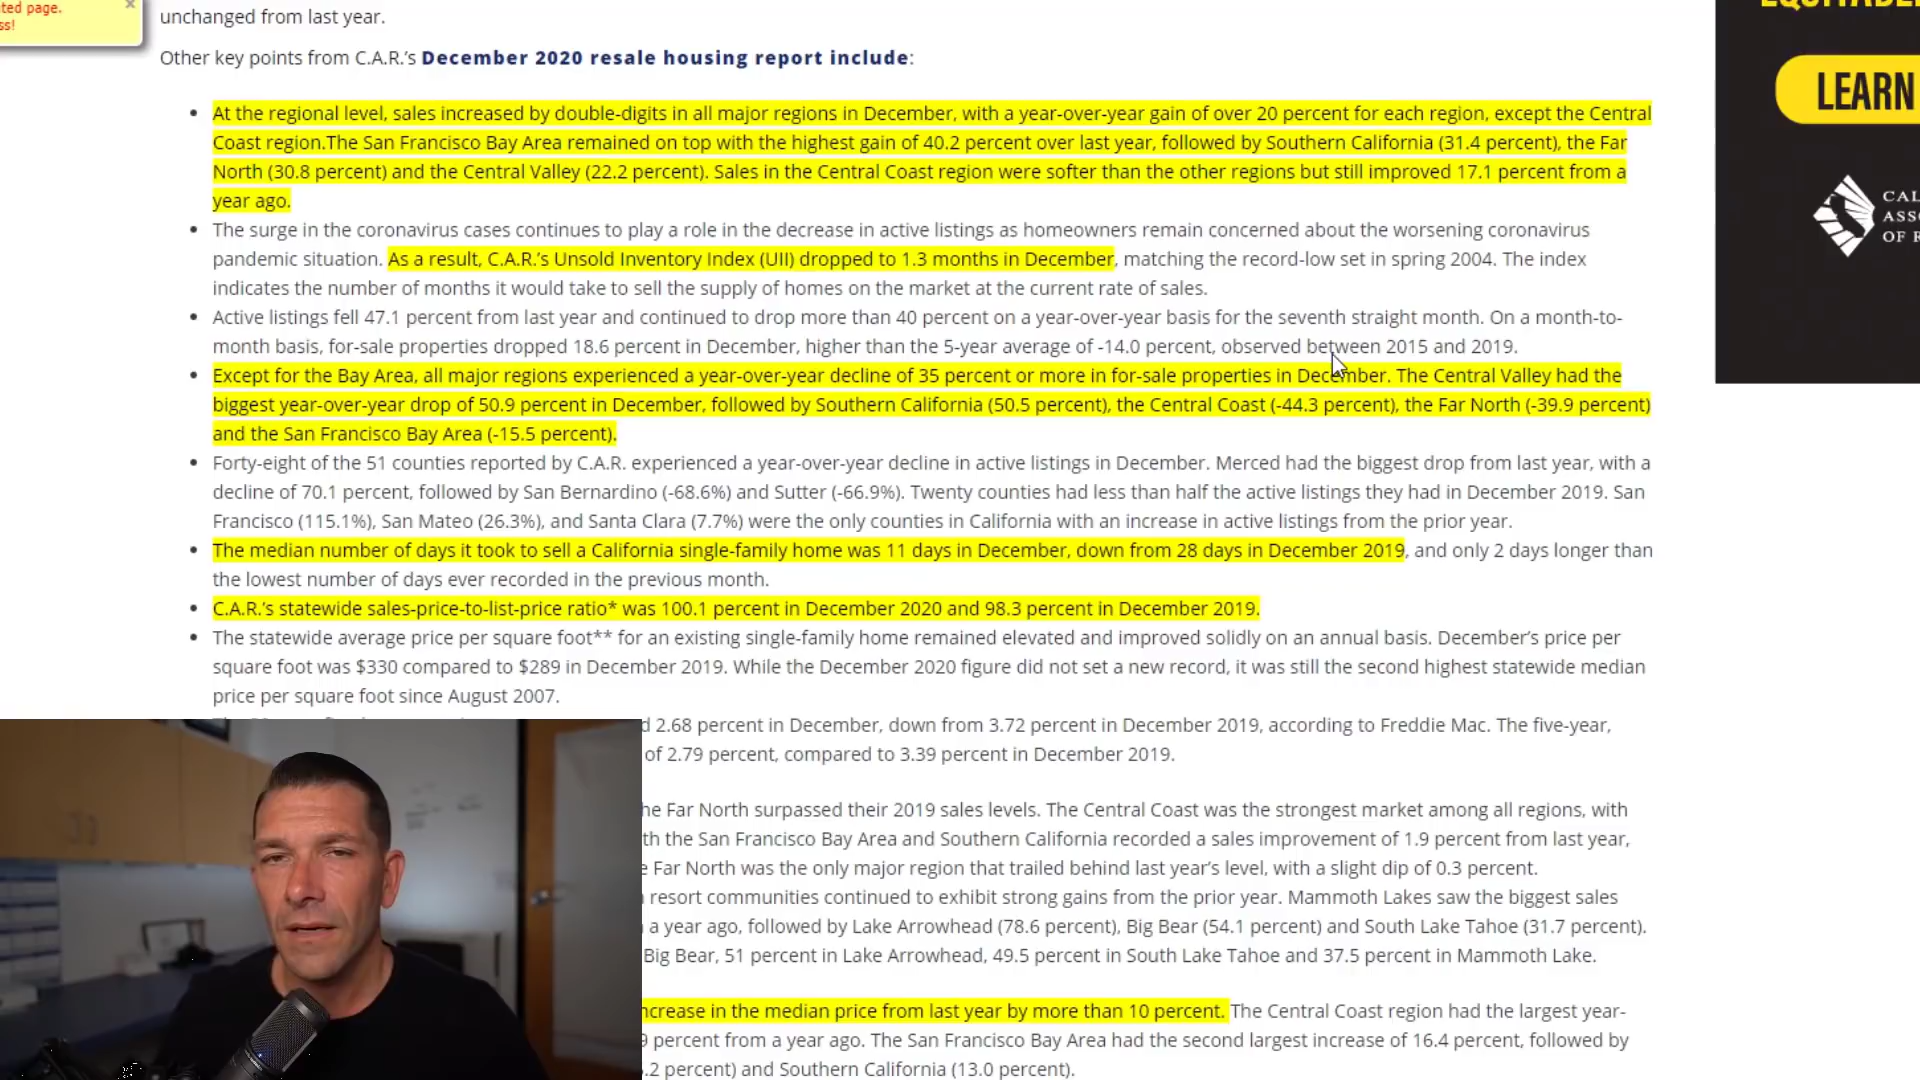 ted page.
ss!
unchanged from last year.
Other key points from C.A.R.'s December 2020 resale housing report include:
At the regional level, sales increased by double-digits in all major regions in December, with a year-over-year gain of over 20 percent for each region, except the Central
Coast region.The San Francisco Bay Area remained on top with the highest gain of 40.2 percent over last year, followed by Southern California (31.4 percent), the Far
North (30.8 percent) and the Central Valley (22.2 percent). Sales in the Central Coast region were softer than the other regions but still improved 17.1 percent from a
year ago.
The surge in the coronavirus cases continues to play a role in the decrease in active listings as homeowners remain concerned about the worsening coronavirus
pandemic situation. As a result, C.A.R.'s Unsold Inventory Index (UII) dropped to 1.3 months in December, matching the record-low set in spring 2004. The index
indicates the number of months it would take to sell the supply of homes on the market at the current rate of sales.
Active listings fell 47.1 percent from last year and continued to drop more than 40 percent on a year-over-year basis for the seventh straight month. On a month-to-
month basis, for-sale properties dropped 18.6 percent in December, higher than the 5-year average of -14.0 percent, observed between 2015 and 2019.
Except for the Bay Area, all major regions experienced a year-over-year decline of 35 percent or more in for-sale properties in December. The Central Valley had the
biggest year-over-year drop of 50.9 percent in December, followed by Southern California (50.5 percent), the Central Coast (-44.3 percent), the Far North (-39.9 percent)
and the San Francisco Bay Area (-15.5 percent).
Forty-eight of the 51 counties reported by C.A.R. experienced a year-over-year decline in active listings in December. Merced had the biggest drop from last year, with a
decline of 70.1 percent, followed by San Bernardino (-68.6%) and Sutter (-66.9%). Twenty counties had less than half the active listings they had in December 2019. San
Francisco (115.1%), San Mateo (26.3%), and Santa Clara (7.7%) were the only counties in California with an increase in active listings from the prior year.
The median number of days it took to sell a California single-family home was 11 days in December, down from 28 days in December 2019, and only 2 days longer than
the lowest number of days ever recorded in the previous month.
C.A.R.'s statewide sales-price-to-list-price ratio* was 100.1 percent in December 2020 and 98.3 percent in December 2019.
The statewide average price per square foot** for an existing single-family home remained elevated and improved solidly on an annual basis. December's price per
square foot was $330 compared to $289 in December 2019. While the December 2020 figure did not set a new record, it was still the second highest statewide median
price per square foot since August 2007.
d 2.68 percent in December, down from 3.72 percent in December 2019, according to Freddie Mac. The five-year,
of 2.79 percent, compared to 3.39 percent in December 2019.
he Far North surpassed their 2019 sales levels. The Central Coast was the strongest market among all regions, with
th the San Francisco Bay Area and Southern California recorded a sales improvement of 1.9 percent from last year,
e Far North was the only major region that trailed behind last year's level, with a slight dip of 0.3 percent.
resort communities continued to exhibit strong gains from the prior year. Mammoth Lakes saw the biggest sales
a year ago, followed by Lake Arrowhead (78.6 percent), Big Bear (54.1 percent) and South Lake Tahoe (31.7 percent).
Big Bear, 51 percent in Lake Arrowhead, 49.5 percent in South Lake Tahoe and 37.5 percent in Mammoth Lake.
ncrease in the median price from last year by more than 10 percent. The Central Coast region had the largest year-
9 percent from a year ago. The San Francisco Bay Area had the second largest increase of 16.4 percent, followed by
.2 percent) and Southern California (13.0 percent).
LEARN
CAL
ASSO
OF R